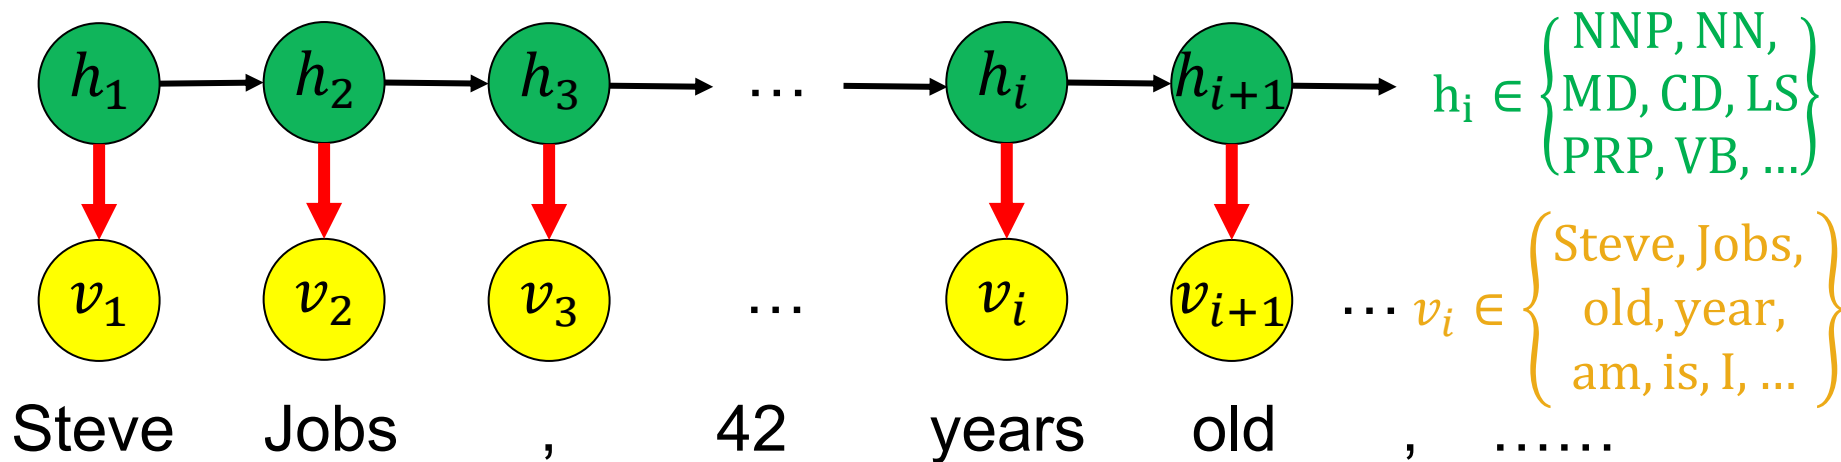 h₁ h₂ h₃ … hᵢ hᵢ₊₁
hᵢ ∈ {NNP, NN,
MD, CD, LS
PRP, VB, …}
v₁ v₂ v₃ … vᵢ vᵢ₊₁ …
vᵢ ∈ {Steve, Jobs,
old, year,
am, is, I, …}
Steve Jobs , 42 years old , ……